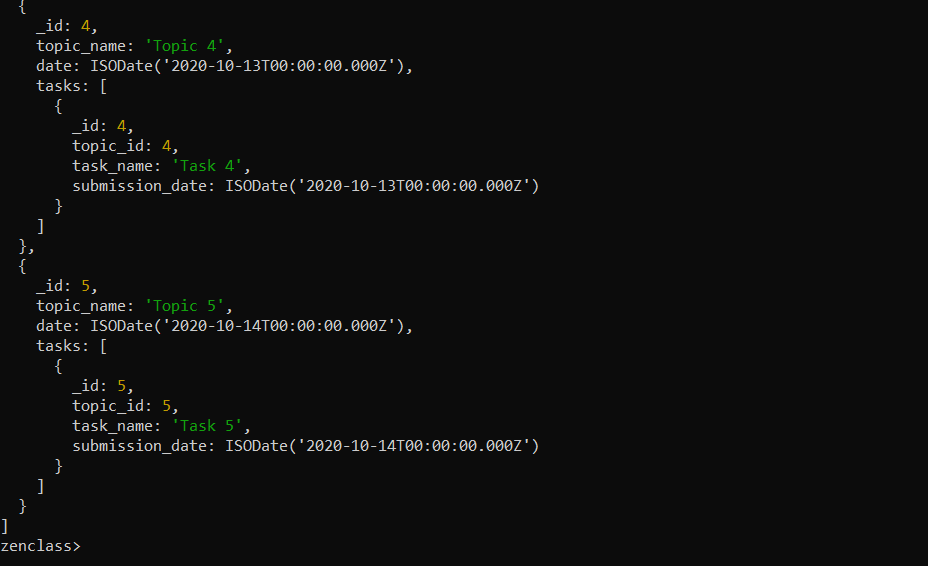 {
    _id: 4,
    topic_name: 'Topic 4',
    date: ISODate('2020-10-13T00:00:00.000Z'),
    tasks: [
      {
        _id: 4,
        topic_id: 4,
        task_name: 'Task 4',
        submission_date: ISODate('2020-10-13T00:00:00.000Z')
      }
    ]
  },
  {
    _id: 5,
    topic_name: 'Topic 5',
    date: ISODate('2020-10-14T00:00:00.000Z'),
    tasks: [
      {
        _id: 5,
        topic_id: 5,
        task_name: 'Task 5',
        submission_date: ISODate('2020-10-14T00:00:00.000Z')
      }
    ]
  }
]
zenclass>